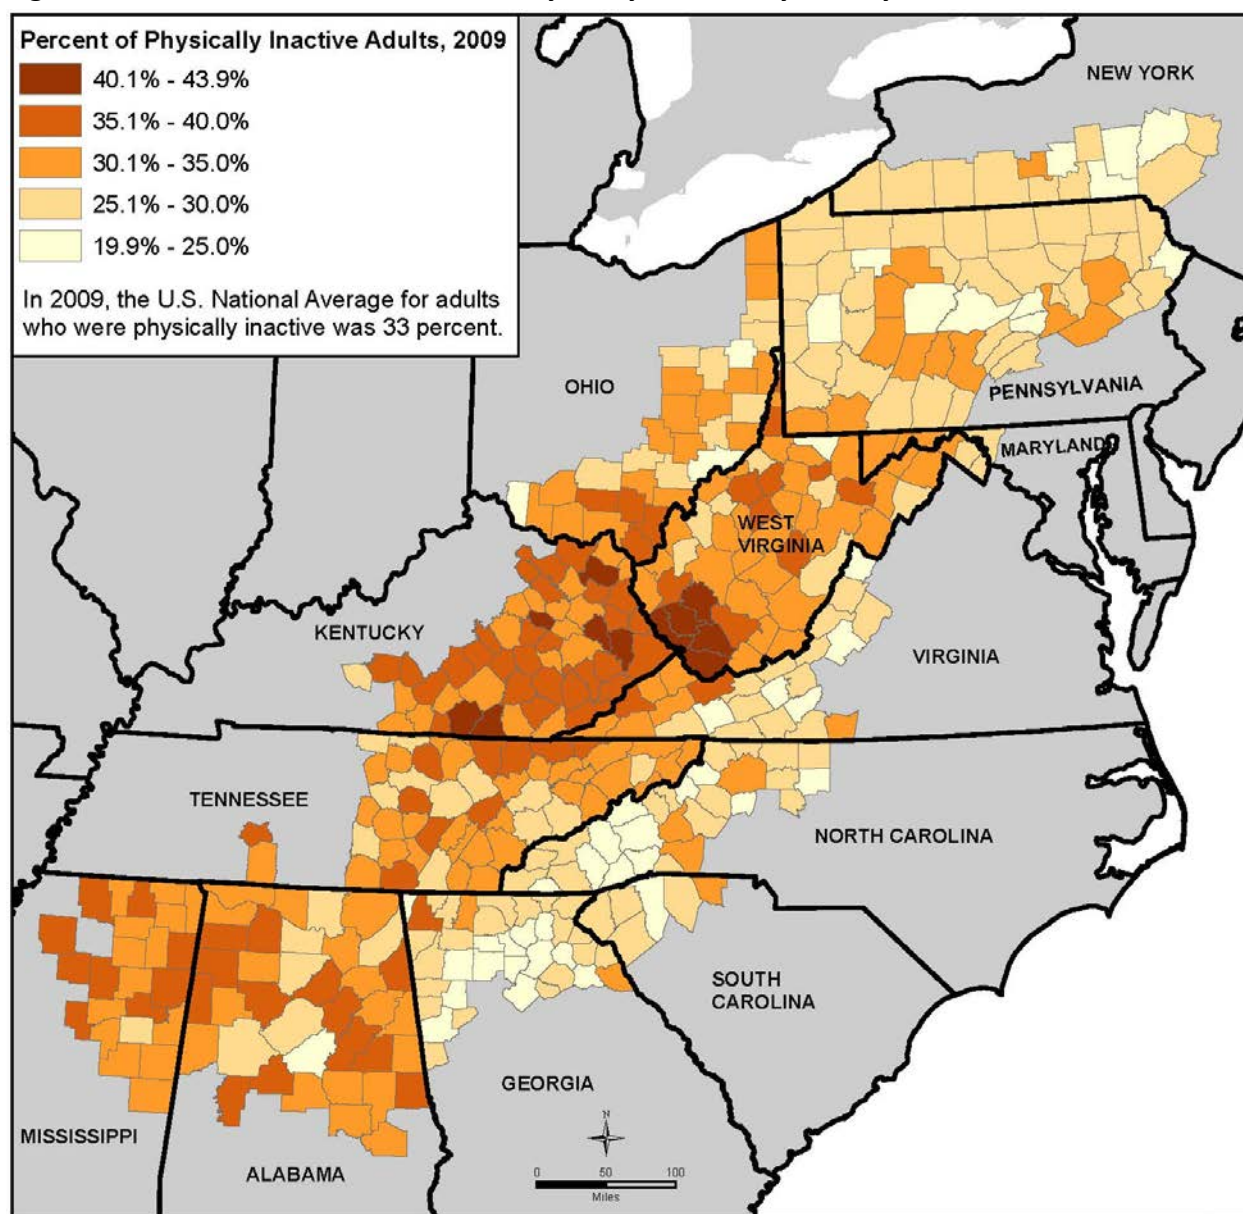 Percent of Physically Inactive Adults, 2009
40.1% - 43.9%
35.1% - 40.0%
30.1% - 35.0%
25.1% - 30.0%
19.9% - 25.0%
In 2009, the U.S. National Average for adults
who were physically inactive was 33 percent.
NEW YORK
OHIO
PENNSYLVANIA
MARYLAND
WEST
VIRGINIA
KENTUCKY
VIRGINIA
TENNESSEE
NORTH CAROLINA
SOUTH
CAROLINA
GEORGIA
MISSISSIPPI
ALABAMA
N
0 50 100
Miles